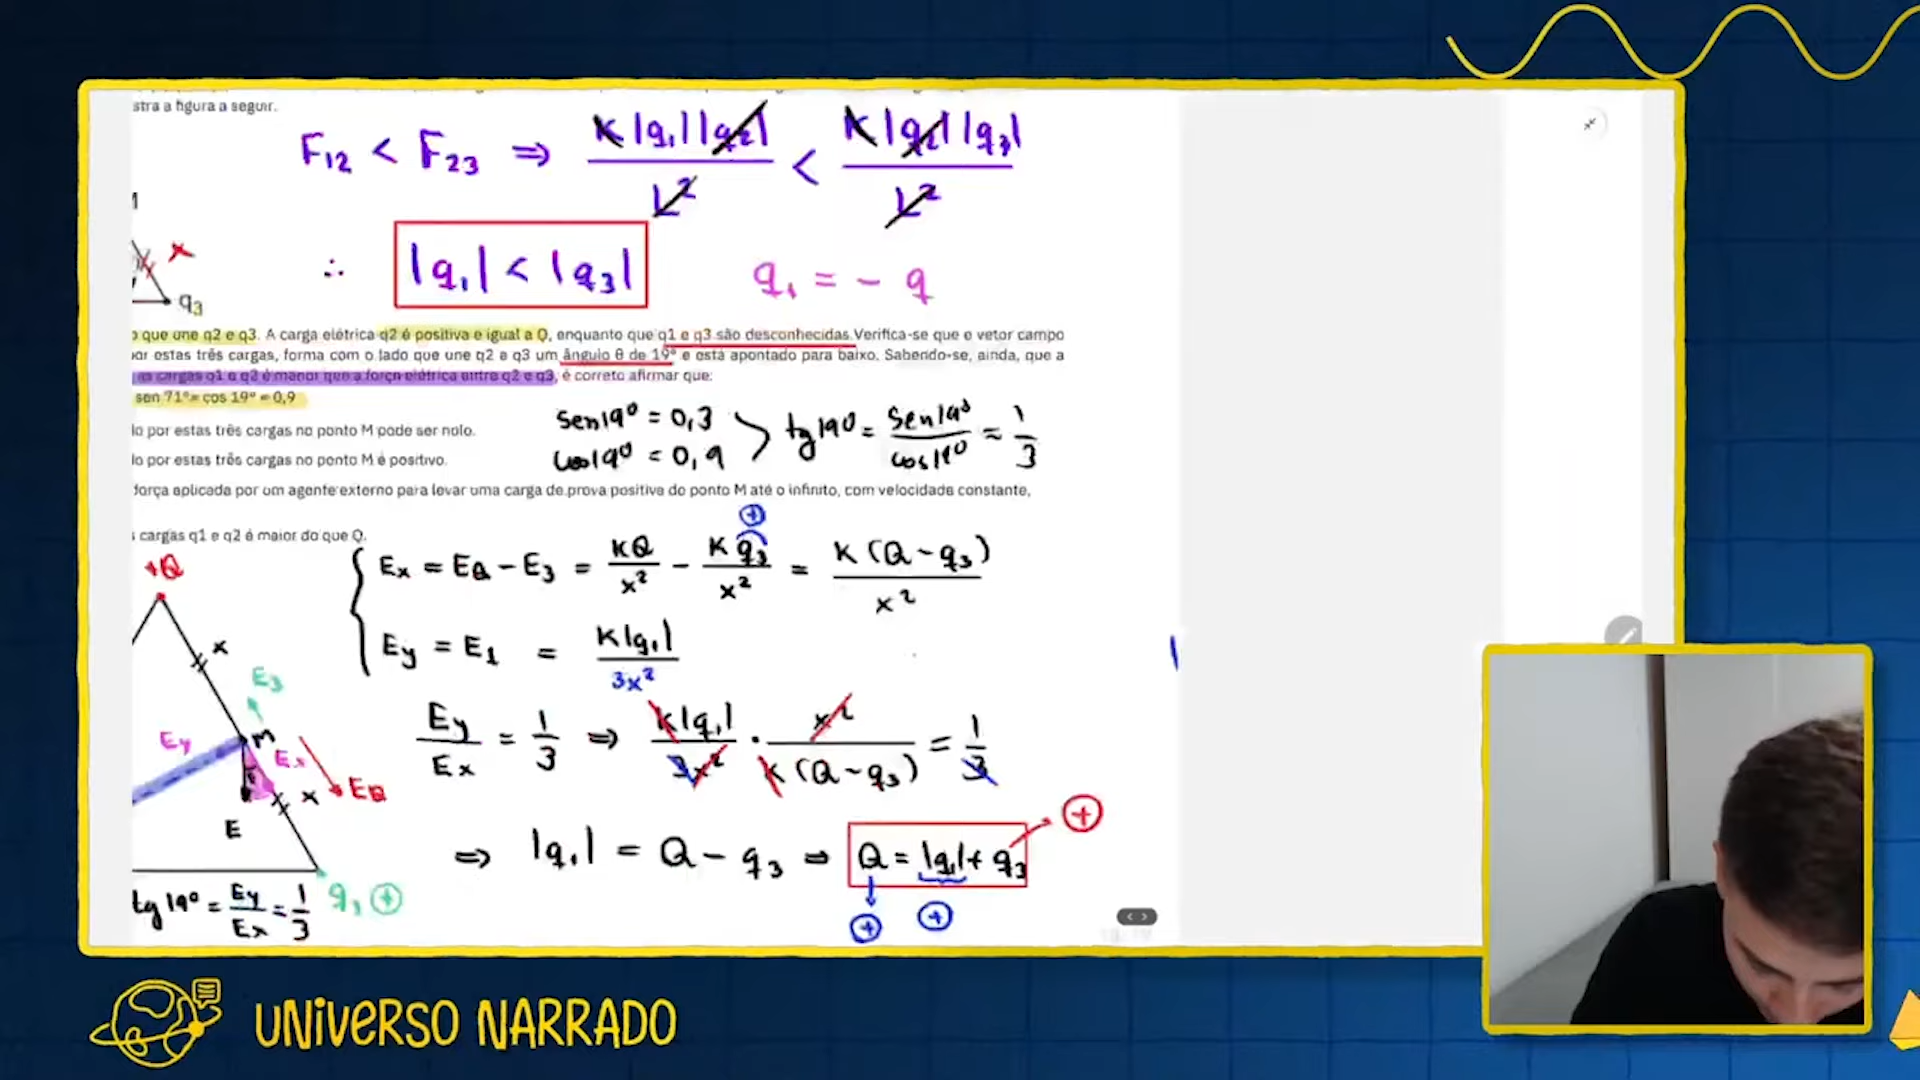 stra a figura a seguir.
F12 < F23 ⇒ K|q1||q2| / L² < K|q2||q3| / L²
M
x
∴ |q1| < |q3|
q1 = - q
q3
que une q2 e q3. A carga elétrica q2 é positiva e igual a Q, enquanto que q1 e q3 são desconhecidas. Verifica-se que o vetor campo
por estas três cargas, forma com o lado que une q2 e q3 um ângulo θ de 19° e está apontado para baixo. Sabendo-se, ainda, que a
as cargas q1 e q2 é menor que a força elétrica entre q2 e q3, é correto afirmar que:
sen 71° = cos 19° = 0,9
sen19° = 0,3
cos19° = 0,9
tg19° = sen19° / cos19° = 1/3
do por estas três cargas no ponto M pode ser nulo.
do por estas três cargas no ponto M é positivo.
força aplicada por um agente externo para levar uma carga de prova positiva do ponto M até o infinito, com velocidade constante,
cargas q1 e q2 é maior do que Q.
+
Ex = EQ - E3 = KQ / x² - K q3 / x² = K (Q - q3) / x²
Ey = E1 = K|q1| / 3x²
Ey / Ex = 1/3 ⇒ K|q1| / 3x² · x² / K (Q - q3) = 1/3
⇒ |q1| = Q - q3 ⇒ Q = |q1| + q3
+
+ +
+Q
x
E3
Ey
M
Ex
x
EQ
E
q3 +
tg19° = Ey / Ex = 1/3
UNIVERSO NARRADO